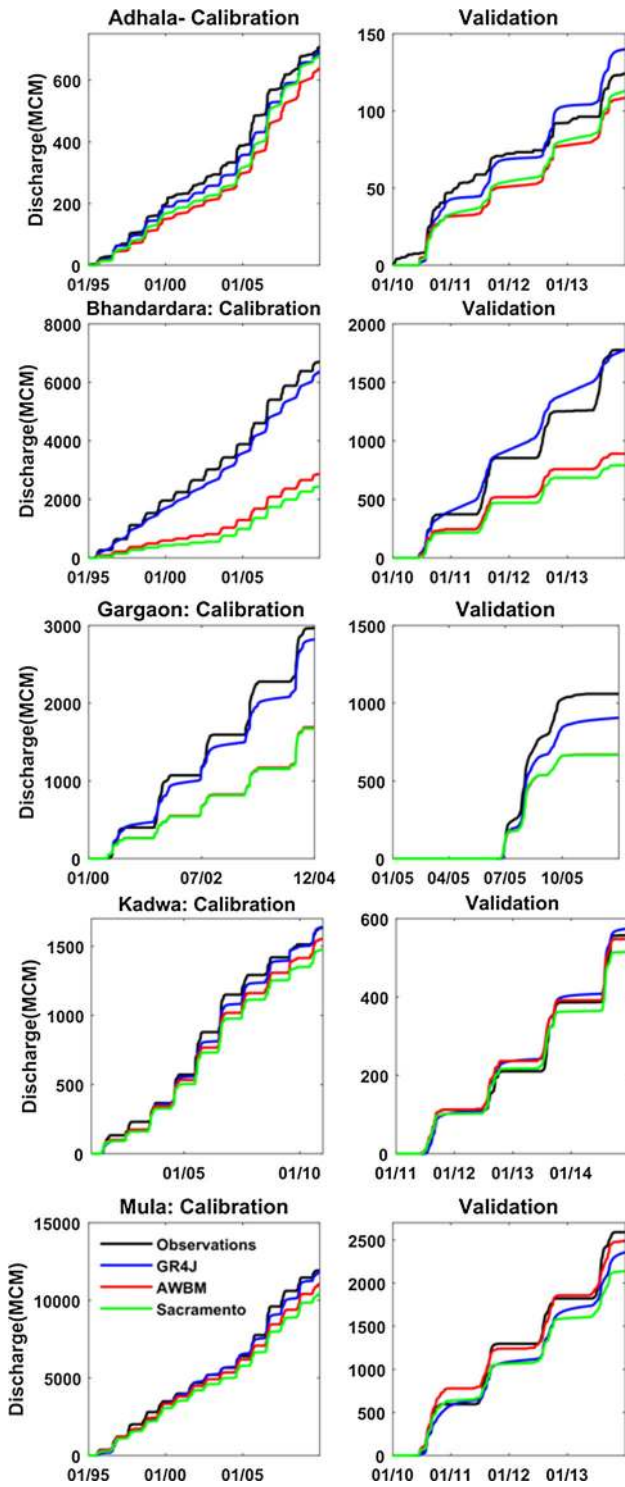 Adhala- Calibration
Validation
Discharge(MCM)
600
400
200
0
01/95 01/00 01/05
150
100
50
0
01/10 01/11 01/12 01/13
Bhandardara: Calibration
Validation
Discharge(MCM)
8000
6000
4000
2000
0
01/95 01/00 01/05
2000
1500
1000
500
0
01/10 01/11 01/12 01/13
Gargaon: Calibration
Validation
Discharge(MCM)
3000
2000
1000
0
01/00 07/02 12/04
1500
1000
500
0
01/05 04/05 07/05 10/05
Kadwa: Calibration
Validation
Discharge(MCM)
1500
1000
500
0
01/05 01/10
600
400
200
0
01/11 01/12 01/13 01/14
Mula: Calibration
Validation
Discharge(MCM)
15000
10000
5000
0
Observations
GR4J
AWBM
Sacramento
01/95 01/00 01/05
2500
2000
1500
1000
500
0
01/10 01/11 01/12 01/13